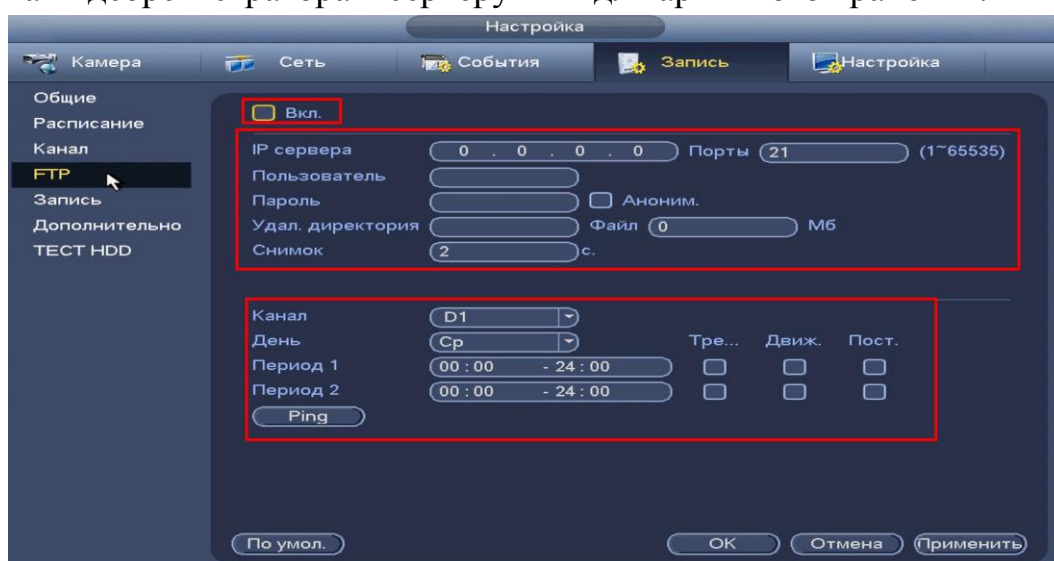 Настройка
Камера Сеть События Запись Настройка
Общие
Расписание
Канал
FTP
Запись
Дополнительно
ТЕСТ HDD
Вкл.
IP сервера 0 . 0 . 0 . 0 Порты 21 (1~65535)
Пользователь
Пароль Аноним.
Удал. директория Файл 0 Мб
Снимок 2 с.
Канал D1
День Ср Тре... Движ. Пост.
Период 1 00 : 00 - 24 : 00
Период 2 00 : 00 - 24 : 00
Ping
По умол. OK Отмена Применить